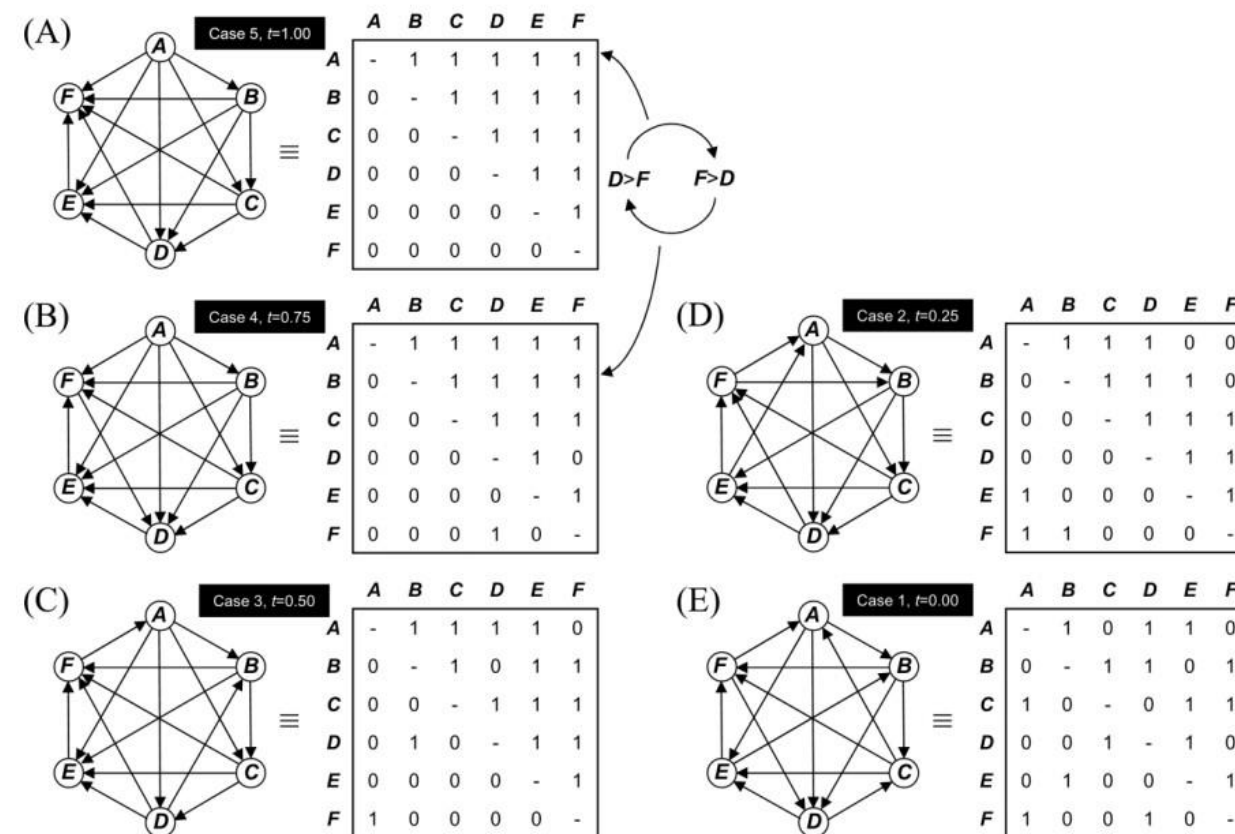 (A)
Case 5, t=1.00
A
F
B
E
C
D
≡
A B C D E F
A - 1 1 1 1 1
B 0 - 1 1 1 1
C 0 0 - 1 1 1
D 0 0 0 - 1 1
E 0 0 0 0 - 1
F 0 0 0 0 0 -
D>F F>D
(B)
Case 4, t=0.75
A
F
B
E
C
D
≡
A B C D E F
A - 1 1 1 1 1
B 0 - 1 1 1 1
C 0 0 - 1 1 1
D 0 0 0 - 1 0
E 0 0 0 0 - 1
F 0 0 0 1 0 -
(C)
Case 3, t=0.50
A
F
B
E
C
D
≡
A B C D E F
A - 1 1 1 1 0
B 0 - 1 0 1 1
C 0 0 - 1 1 1
D 0 1 0 - 1 1
E 0 0 0 0 - 1
F 1 0 0 0 0 -
(D)
Case 2, t=0.25
A
F
B
E
C
D
≡
A B C D E F
A - 1 1 1 0 0
B 0 - 1 1 1 0
C 0 0 - 1 1 1
D 0 0 0 - 1 1
E 1 0 0 0 - 1
F 1 1 0 0 0 -
(E)
Case 1, t=0.00
A
F
B
E
C
D
≡
A B C D E F
A - 1 0 1 1 0
B 0 - 1 1 0 1
C 1 0 - 0 1 1
D 0 0 1 - 1 0
E 0 1 0 0 - 1
F 1 0 0 1 0 -